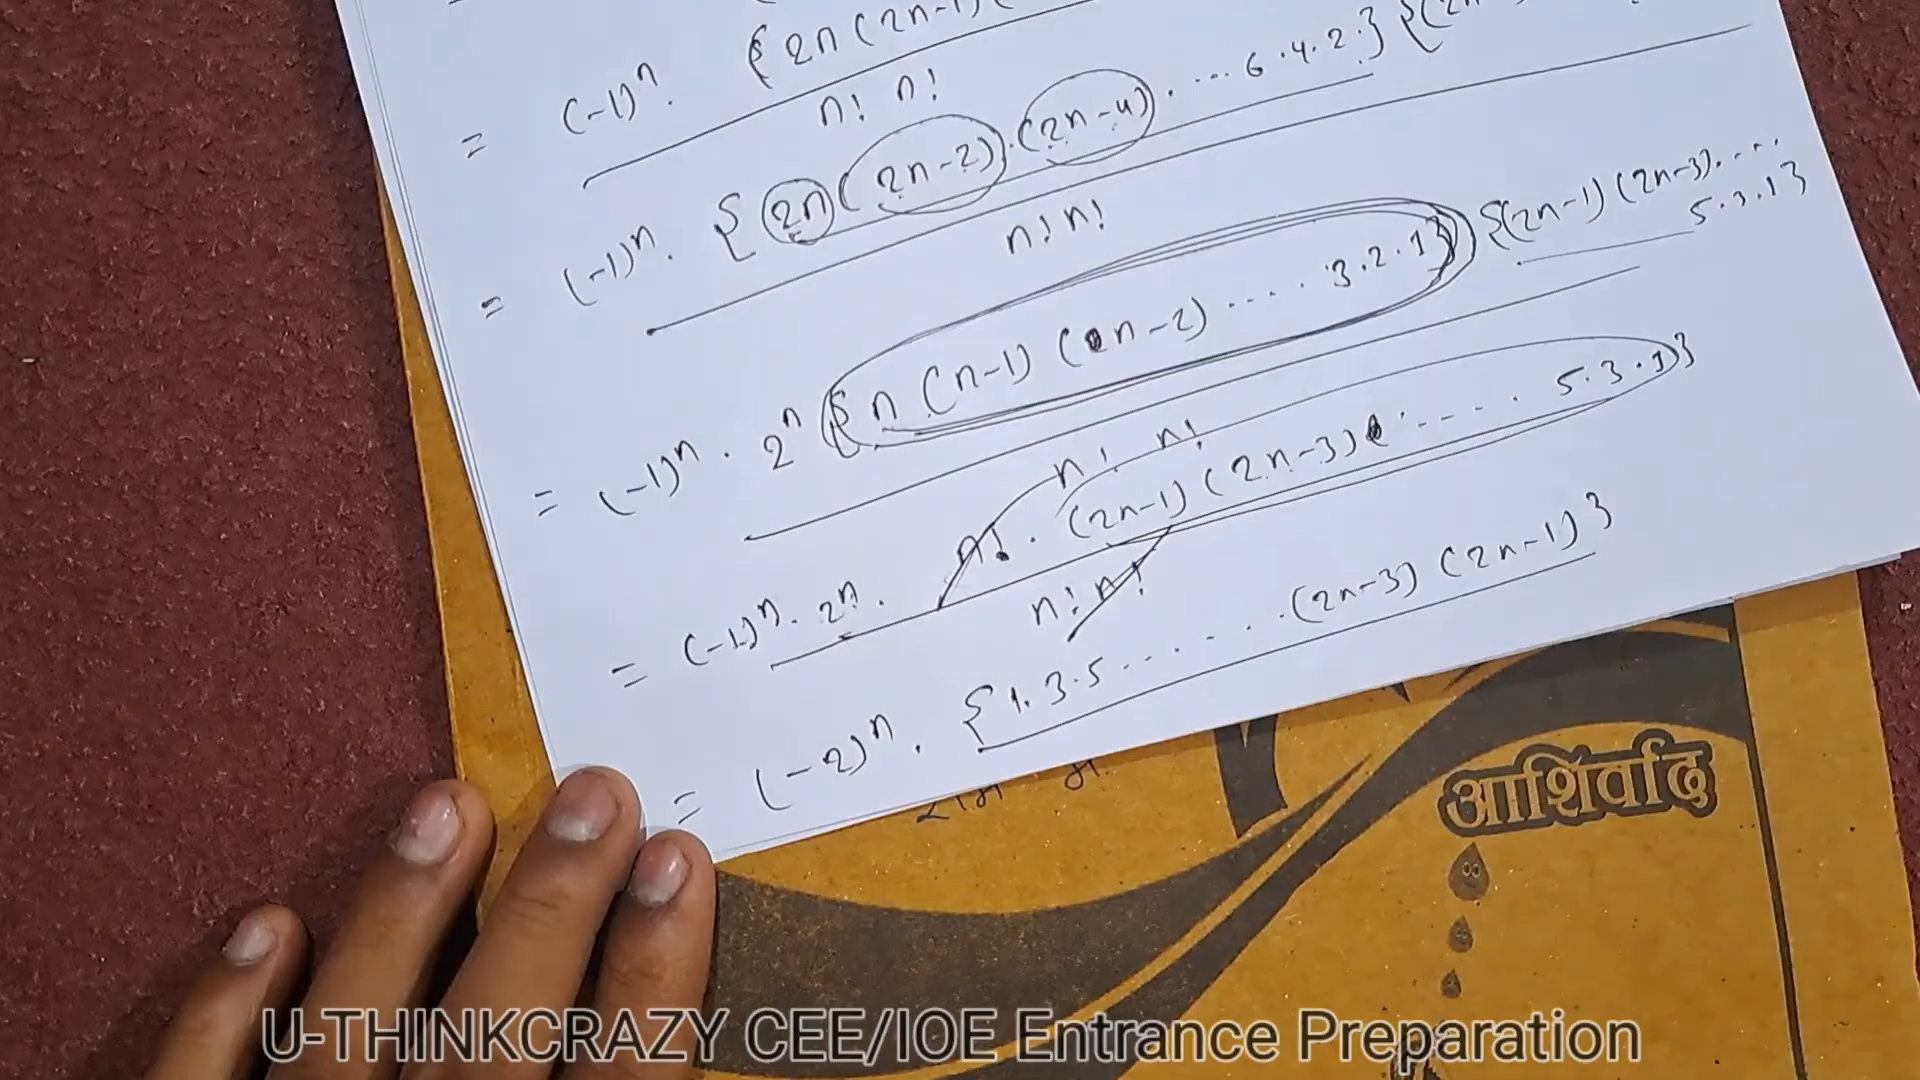 {2n(2n-1)(
= (-1)ⁿ.
n! n!
= (-1)ⁿ. {2n(2n-2).(2n-4). ... 6.4.2.} {(2n
n! n!
= (-1)ⁿ. 2ⁿ {n(n-1)(n-2) .... 3.2.1} {(2n-1)(2n-3)....
5.3.1}
n! n!
= (-1)ⁿ. 2ⁿ. n!. (2n-1)(2n-3) ..... 5.3.1}
n! n!
= (-2)ⁿ. {1.3.5.......(2n-3)(2n-1)}
आशिर्वाद
U-THINKCRAZY CEE/IOE Entrance Preparation